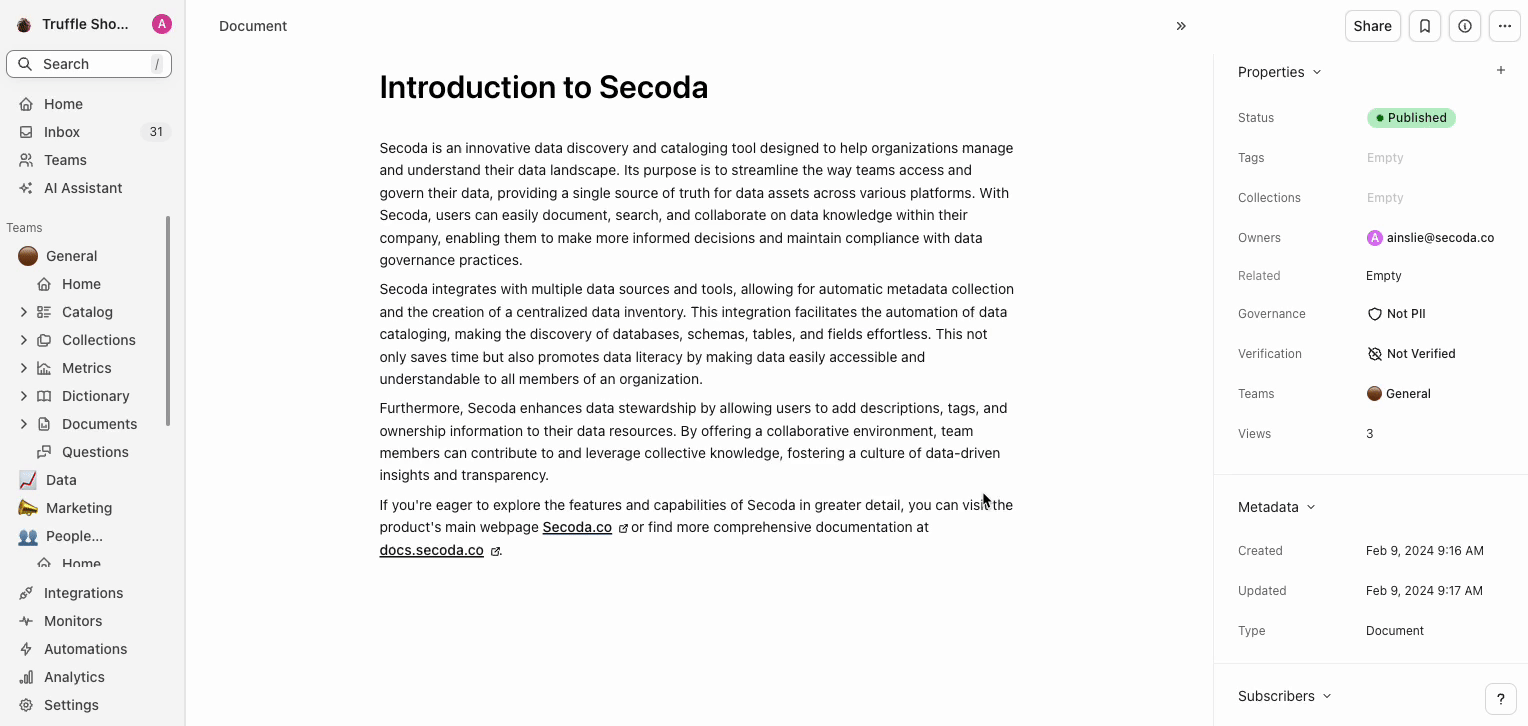 Truffle Sho...
A
Search
/
Home
Inbox
31
Teams
AI Assistant
Teams
General
Home
Catalog
Collections
Metrics
Dictionary
Documents
Questions
Data
Marketing
People...
Home
Integrations
Monitors
Automations
Analytics
Settings
Document
Share
Introduction to Secoda
Secoda is an innovative data discovery and cataloging tool designed to help organizations manage
and understand their data landscape. Its purpose is to streamline the way teams access and
govern their data, providing a single source of truth for data assets across various platforms. With
Secoda, users can easily document, search, and collaborate on data knowledge within their
company, enabling them to make more informed decisions and maintain compliance with data
governance practices.
Secoda integrates with multiple data sources and tools, allowing for automatic metadata collection
and the creation of a centralized data inventory. This integration facilitates the automation of data
cataloging, making the discovery of databases, schemas, tables, and fields effortless. This not
only saves time but also promotes data literacy by making data easily accessible and
understandable to all members of an organization.
Furthermore, Secoda enhances data stewardship by allowing users to add descriptions, tags, and
ownership information to their data resources. By offering a collaborative environment, team
members can contribute to and leverage collective knowledge, fostering a culture of data-driven
insights and transparency.
If you're eager to explore the features and capabilities of Secoda in greater detail, you can visit the
product's main webpage Secoda.co or find more comprehensive documentation at
docs.secoda.co.
Properties
Status Published
Tags Empty
Collections Empty
Owners A ainslie@secoda.co
Related Empty
Governance Not PII
Verification Not Verified
Teams General
Views 3
Metadata
Created Feb 9, 2024 9:16 AM
Updated Feb 9, 2024 9:17 AM
Type Document
Subscribers
?